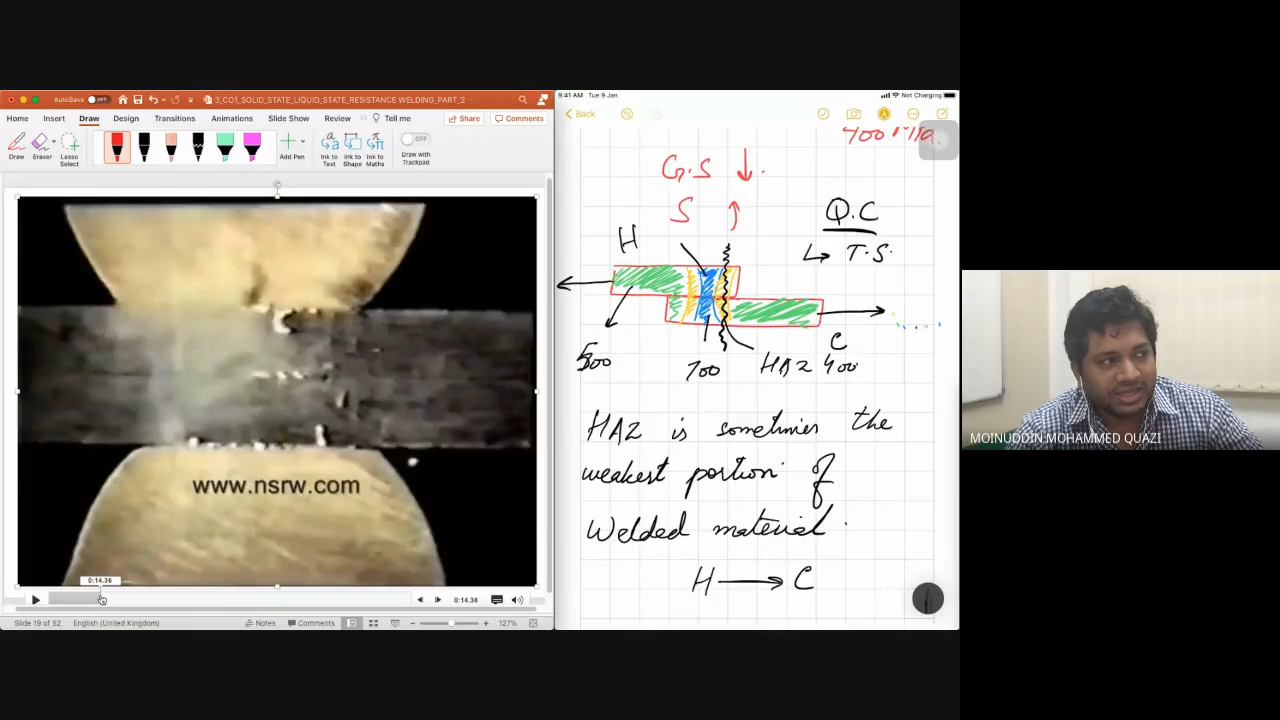 AutoSave OFF 3_CO1_SOLID_STATE_LIQUID_STATE_RESISTANCE WELDING_PART_2
Home Insert Draw Design Transitions Animations Slide Show Review Tell me Share Comments
Draw Eraser Lasso Select Add Pen Ink to Text Ink to Shape Ink to Maths OFF Draw with Trackpad
www.nsrw.com
0:14.36
0:14.36
Slide 19 of 52 English (United Kingdom) Notes Comments 127%
9:41 AM Tue 9 Jan Not Charging
Back
G.S ↓
S ↑
Q.C
↳ T.S.
H
C
500 700 HAZ 400
HAZ is sometimes the
weakest portion of
Welded material.
H → C
MOINUDDIN MOHAMMED QUAZI